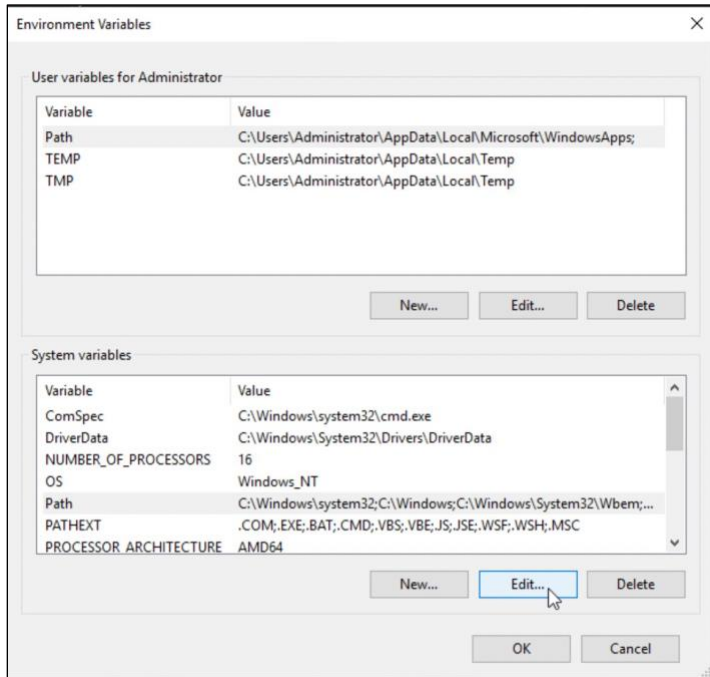 Environment Variables
User variables for Administrator
Variable Value
Path C:\Users\Administrator\AppData\Local\Microsoft\WindowsApps;
TEMP C:\Users\Administrator\AppData\Local\Temp
TMP C:\Users\Administrator\AppData\Local\Temp
New... Edit... Delete
System variables
Variable Value
ComSpec C:\Windows\system32\cmd.exe
DriverData C:\Windows\System32\Drivers\DriverData
NUMBER_OF_PROCESSORS 16
OS Windows_NT
Path C:\Windows\system32;C:\Windows;C:\Windows\System32\Wbem;...
PATHEXT .COM;.EXE;.BAT;.CMD;.VBS;.VBE;.JS;.JSE;.WSF;.WSH;.MSC
PROCESSOR_ARCHITECTURE AMD64
New... Edit... Delete
OK Cancel